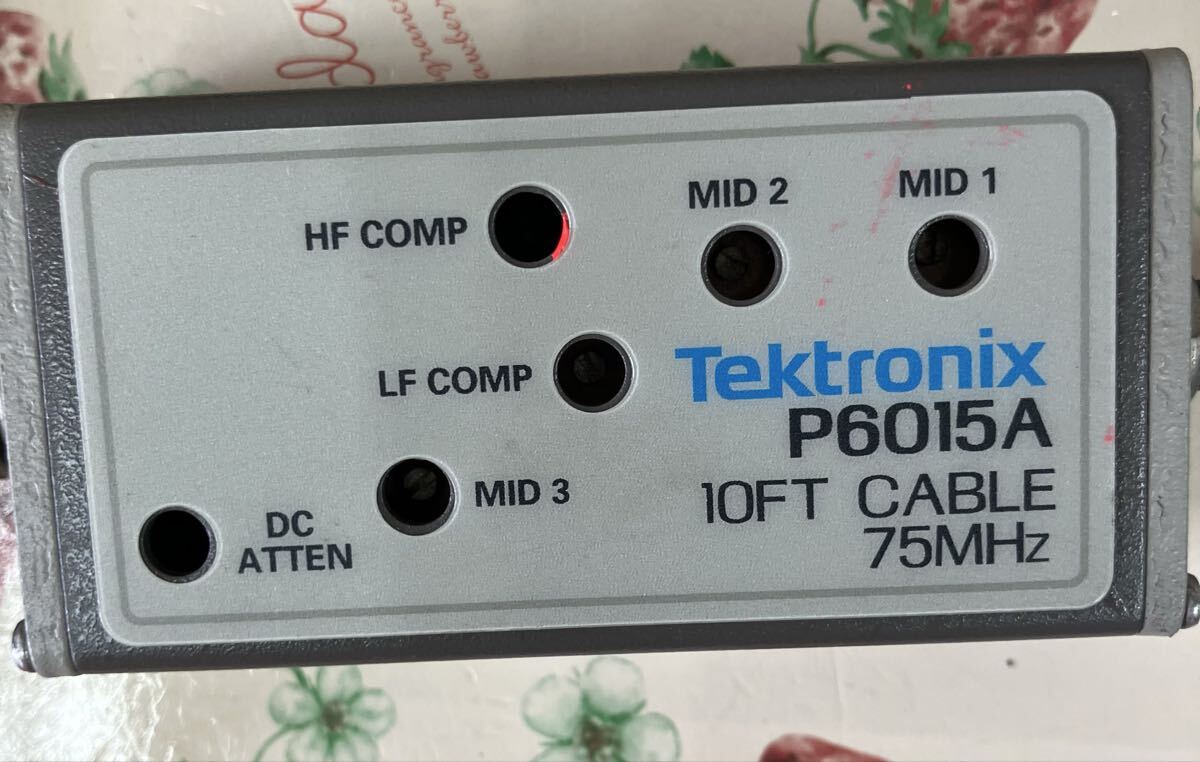 MID 1
MID 2
HF COMP
LF COMP
Tektronix
P6015A
MID 3
10FT CABLE
75MHz
DC
ATTEN